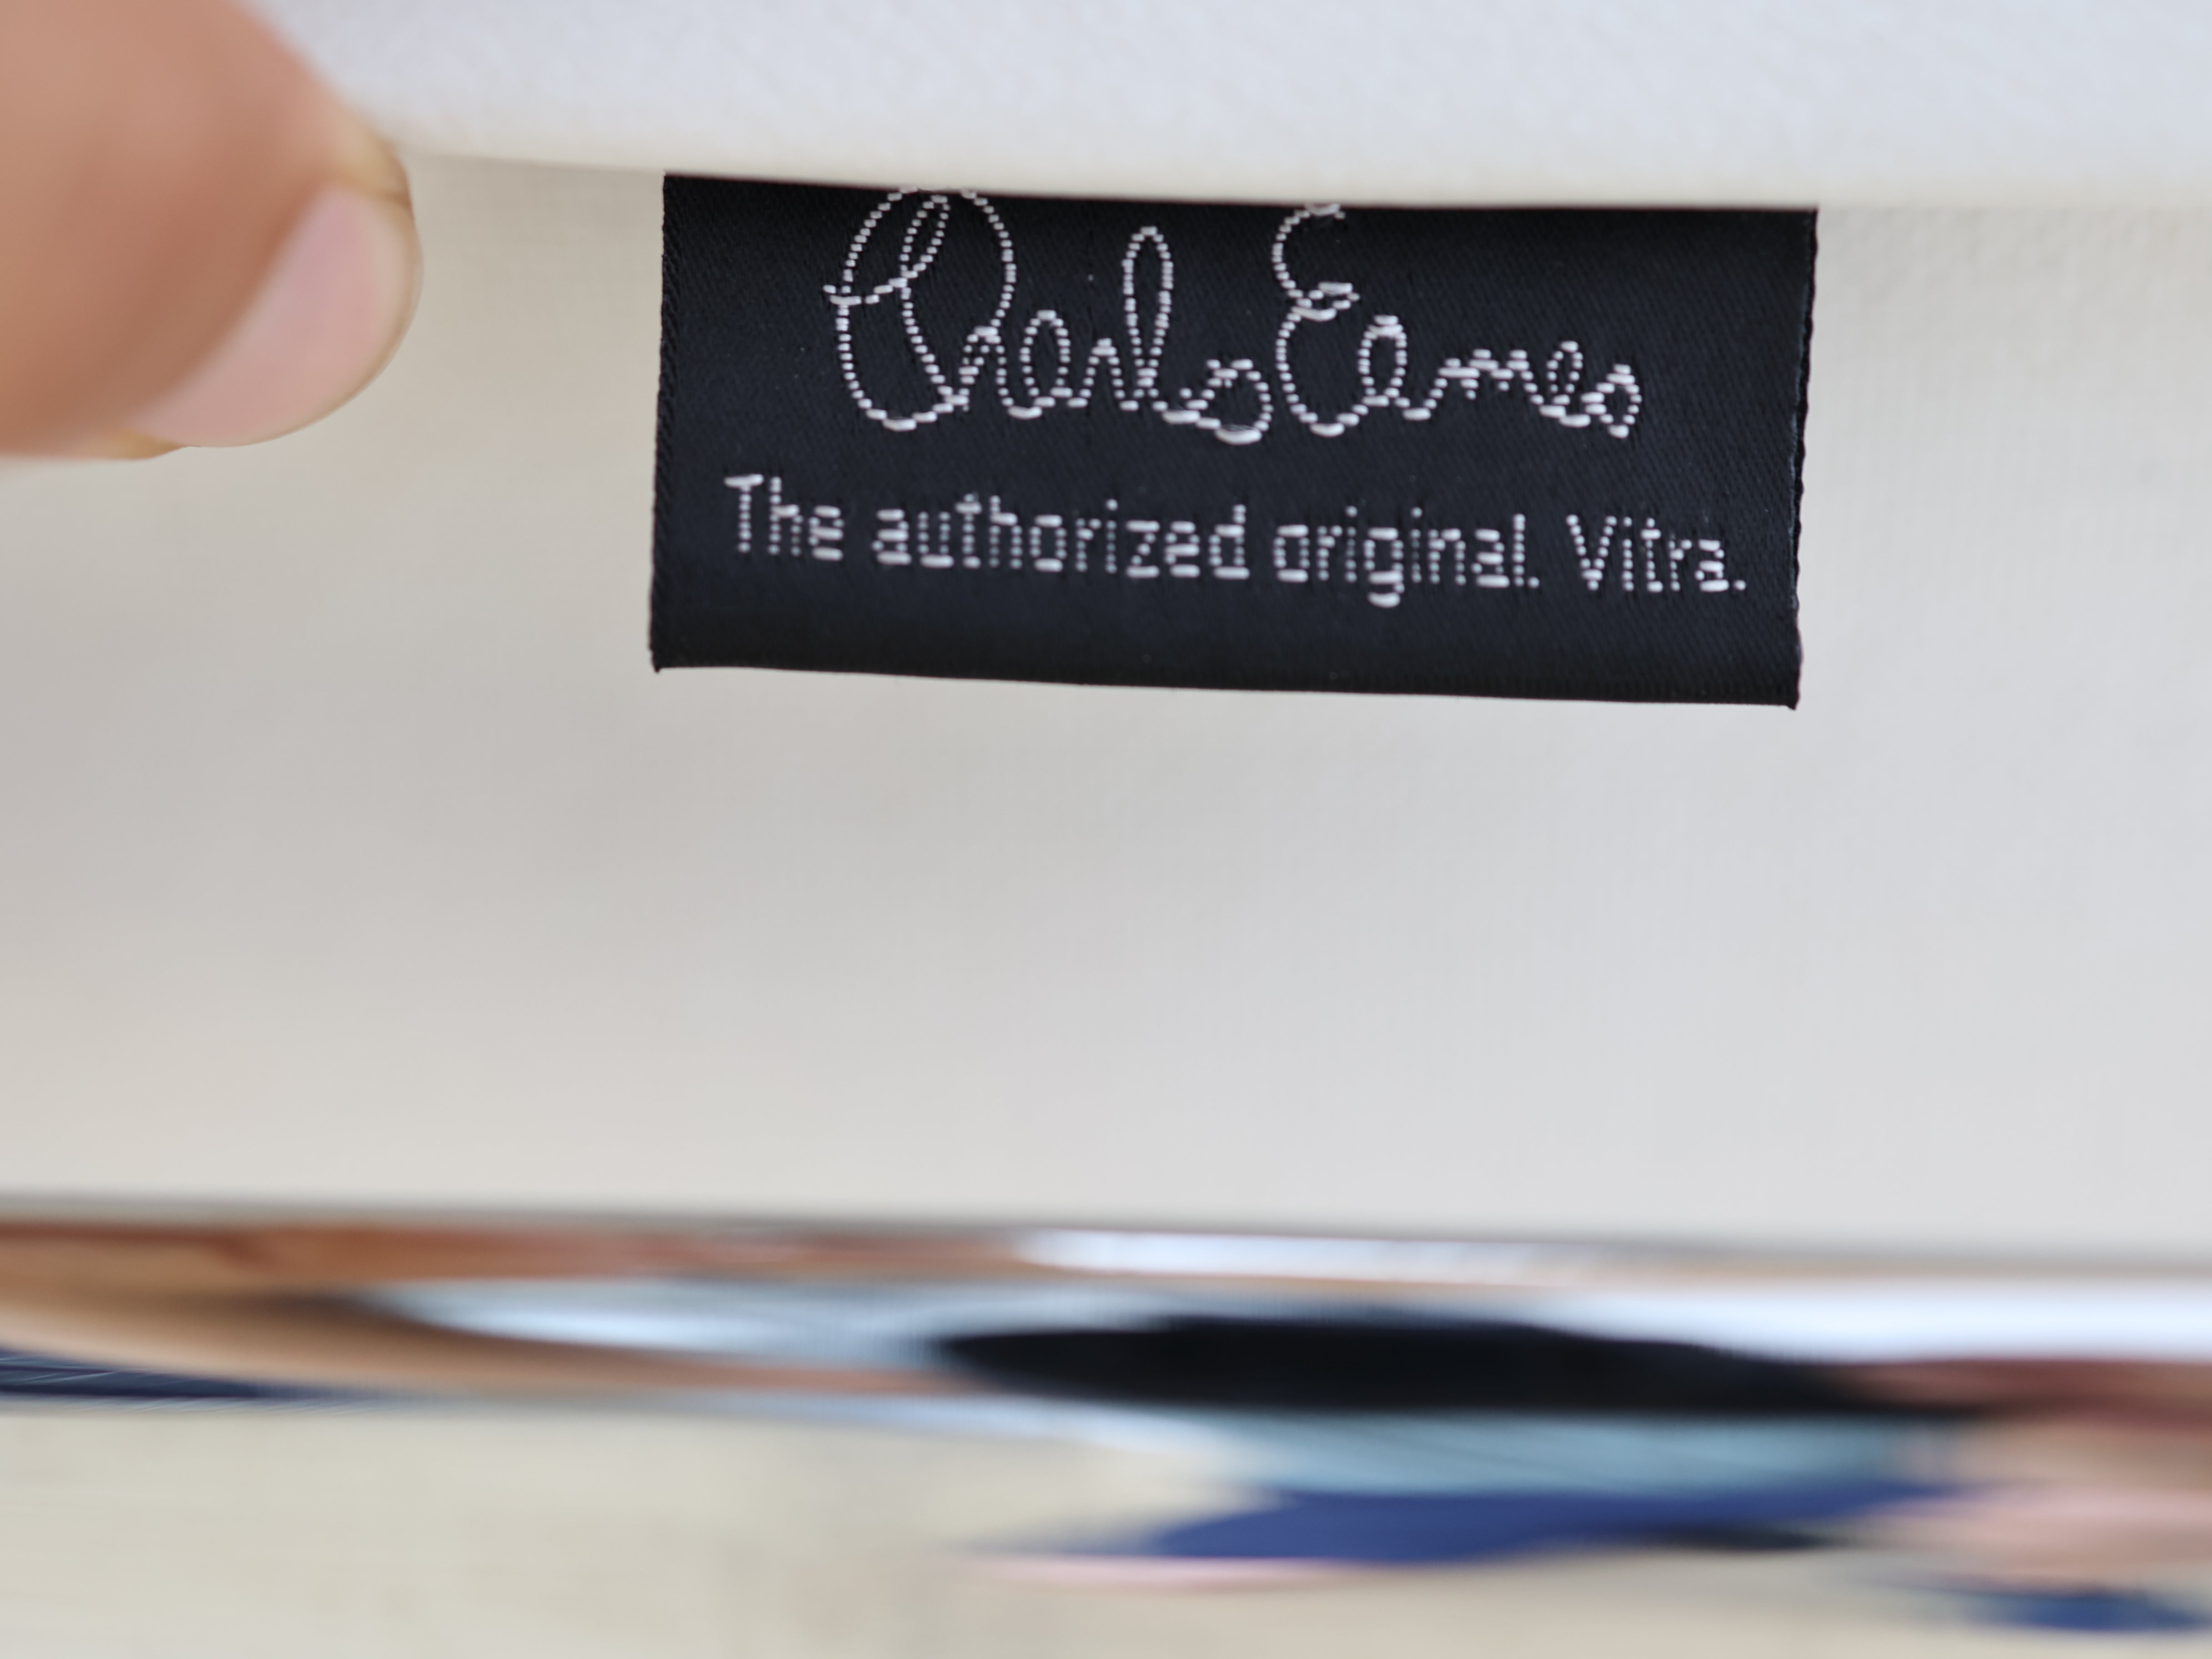 Charles Eames
The authorized original. Vitra.